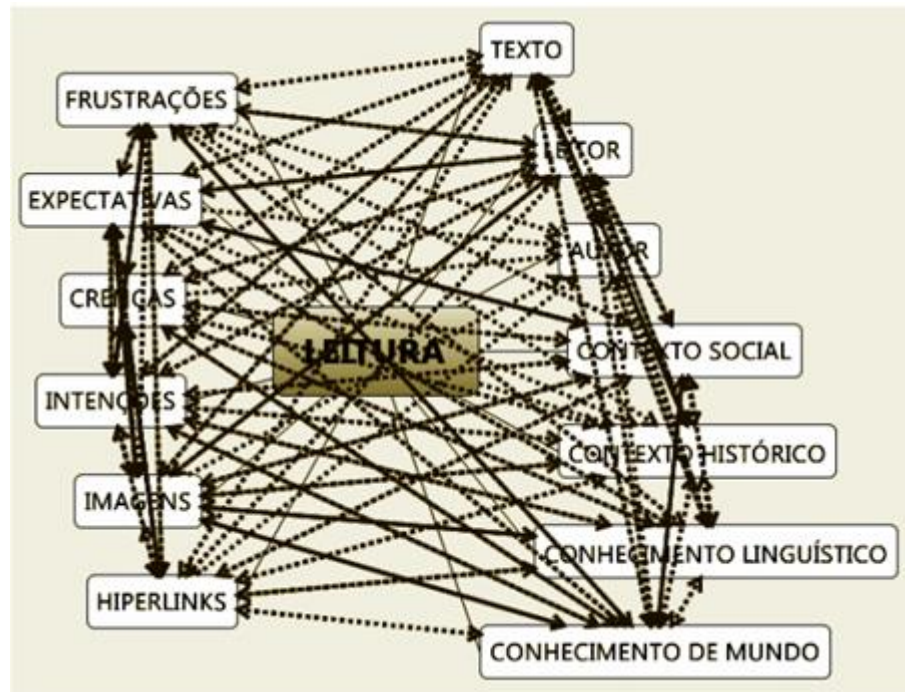 TEXTO
FRUSTRAÇÕES
LEITOR
EXPECTATIVAS
AUTOR
CRENÇAS
LEITURA
CONTEXTO SOCIAL
INTENÇÕES
CONTEXTO HISTÓRICO
IMAGENS
CONHECIMENTO LINGUÍSTICO
HIPERLINKS
CONHECIMENTO DE MUNDO